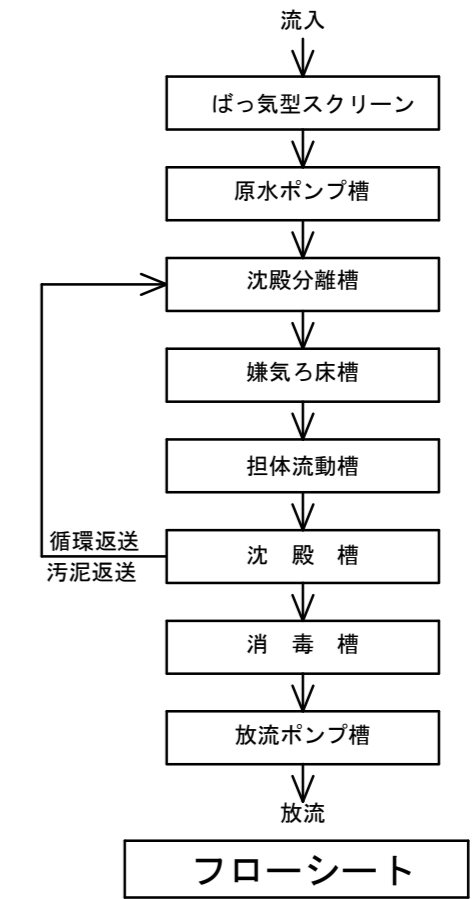 流入
ばっ気型スクリーン
原水ポンプ槽
沈殿分離槽
嫌気ろ床槽
担体流動槽
循環返送
汚泥返送
沈　殿　槽
消　毒　槽
放流ポンプ槽
放流
フローシート